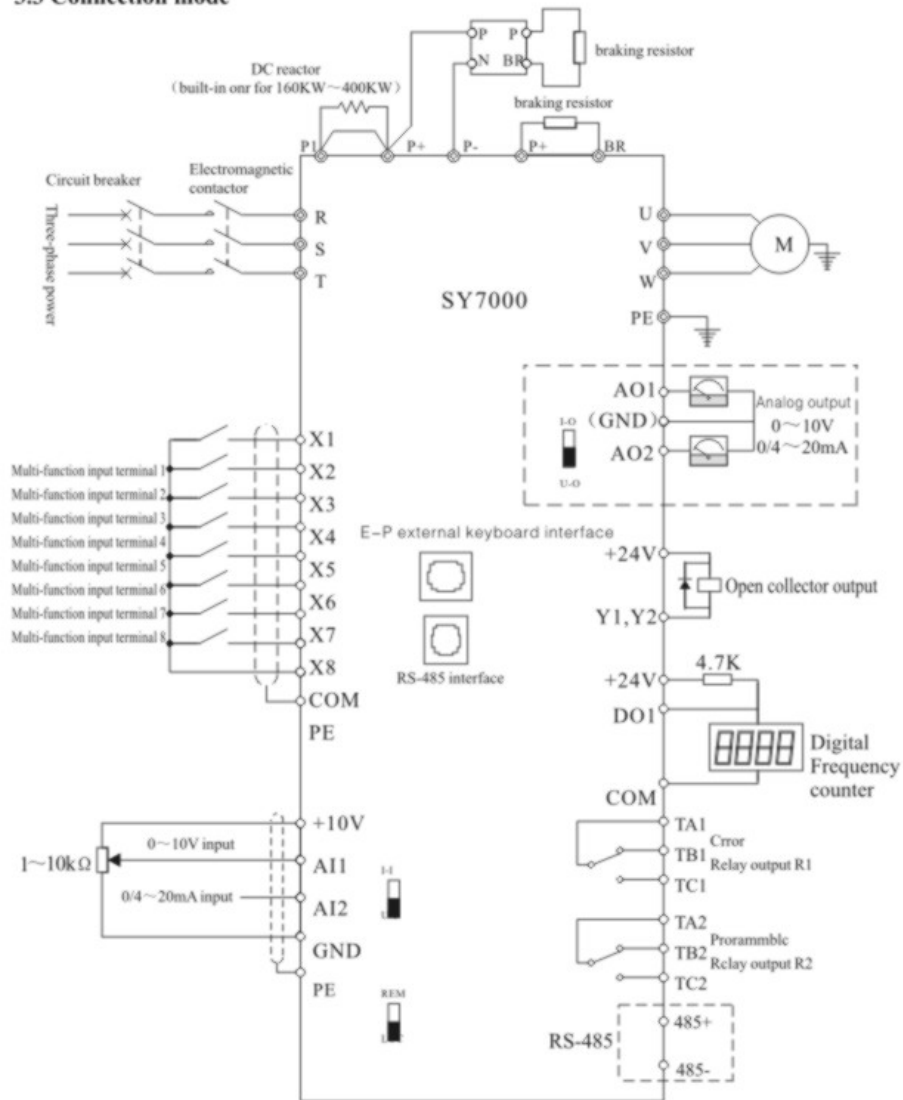 3.3 Connection mode
P P
N BR
braking resistor
DC reactor
(built-in onr for 160KW～400KW)
braking resistor
P1 P+ P- P+ BR
Circuit breaker
Electromagnetic
contactor
Three-phase power
R
S
T
U
V
W
M
SY7000
PE
AO1
(GND)
AO2
I-O
U-O
Analog output
0～10V
0/4～20mA
X1
X2
X3
X4
X5
X6
X7
X8
COM
PE
Multi-function input terminal 1
Multi-function input terminal 2
Multi-function input terminal 3
Multi-function input terminal 4
Multi-function input terminal 5
Multi-function input terminal 6
Multi-function input terminal 7
Multi-function input terminal 8
E-P external keyboard interface
RS-485 interface
+24V
Y1,Y2
Open collector output
+24V
4.7K
DO1
COM
8888
Digital
Frequency
counter
+10V
AI1
AI2
GND
PE
1～10kΩ
0～10V input
0/4～20mA input
I-I
REM
TA1
TB1
TC1
Crror
Relay output R1
TA2
TB2
TC2
Prorammblc
Rclay output R2
RS-485
485+
485-